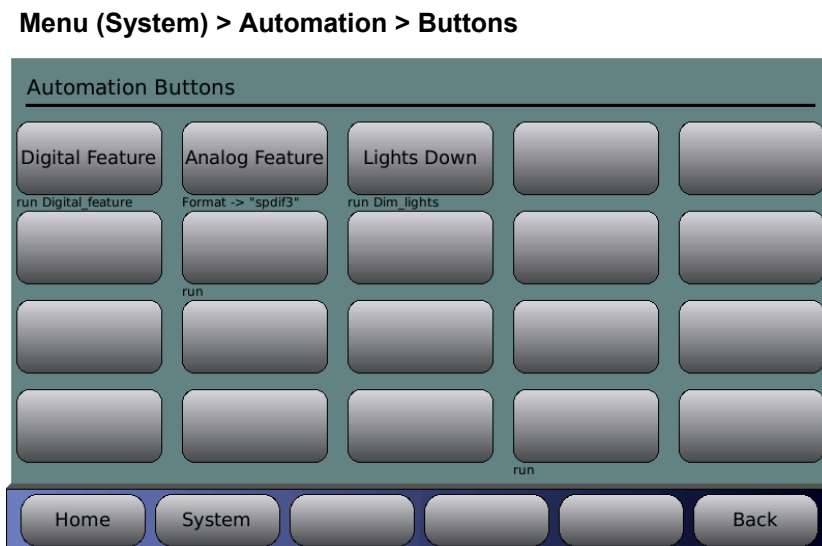 Menu (System) > Automation > Buttons
Automation Buttons
Digital Feature
Analog Feature
Lights Down
run Digital_feature
Format -> "spdif3"
run Dim_lights
run
run
Home
System
Back